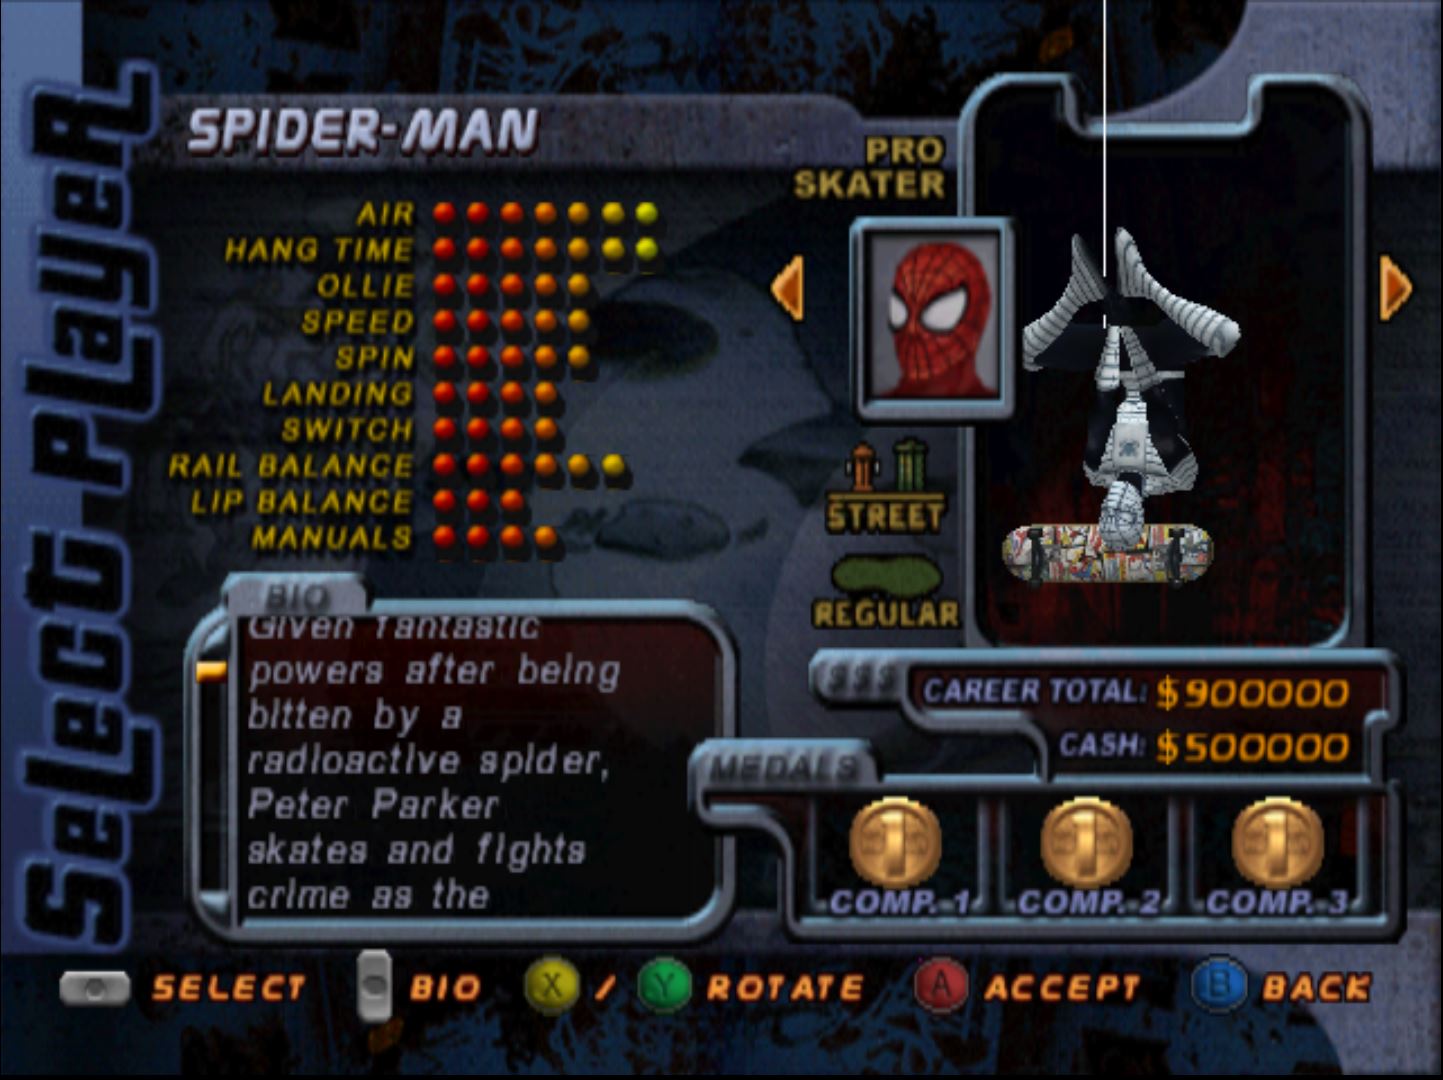 Select Player
SPIDER-MAN
PRO
SKATER
AIR
HANG TIME
OLLIE
SPEED
SPIN
LANDING
SWITCH
RAIL BALANCE
LIP BALANCE
MANUALS
STREET
REGULAR
BIO
Given fantastic
powers after being
bitten by a
radioactive spider,
Peter Parker
skates and fights
crime as the
$$$
CAREER TOTAL: $900000
CASH: $500000
MEDALS
1 1 1
COMP. 1 COMP. 2 COMP. 3
SELECT BIO X / Y ROTATE A ACCEPT B BACK